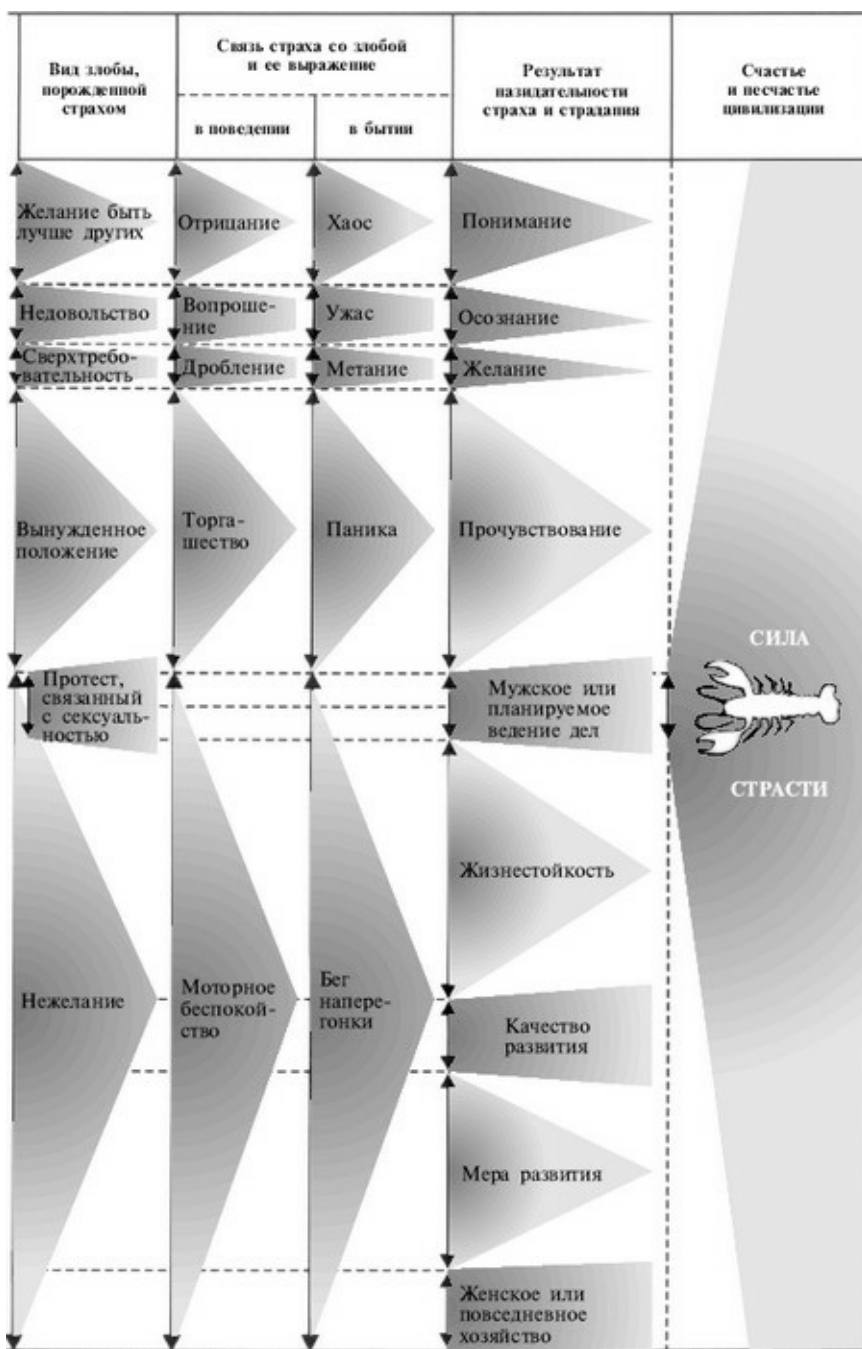 Вид злобы,
порожденной
страхом
Связь страха со злобой
и ее выражение
в поведении
в бытии
Результат
назидательности
страха и страдания
Счастье
и несчастье
цивилизации
Желание быть
лучше других
Отрицание
Хаос
Понимание
Недовольство
Вопроше-
ние
Ужас
Осознание
Сверхтребо-
вательность
Дробление
Метание
Желание
Вынужденное
положение
Торга-
шество
Паника
Прочувствование
Протест,
связанный
с сексуаль-
ностью
Мужское или
планируемое
ведение дел
СИЛА
СТРАСТИ
Жизнестойкость
Нежелание
Моторное
беспокой-
ство
Бег
наперe-
гонки
Качество
развития
Мера развития
Женское или
повседневное
хозяйство